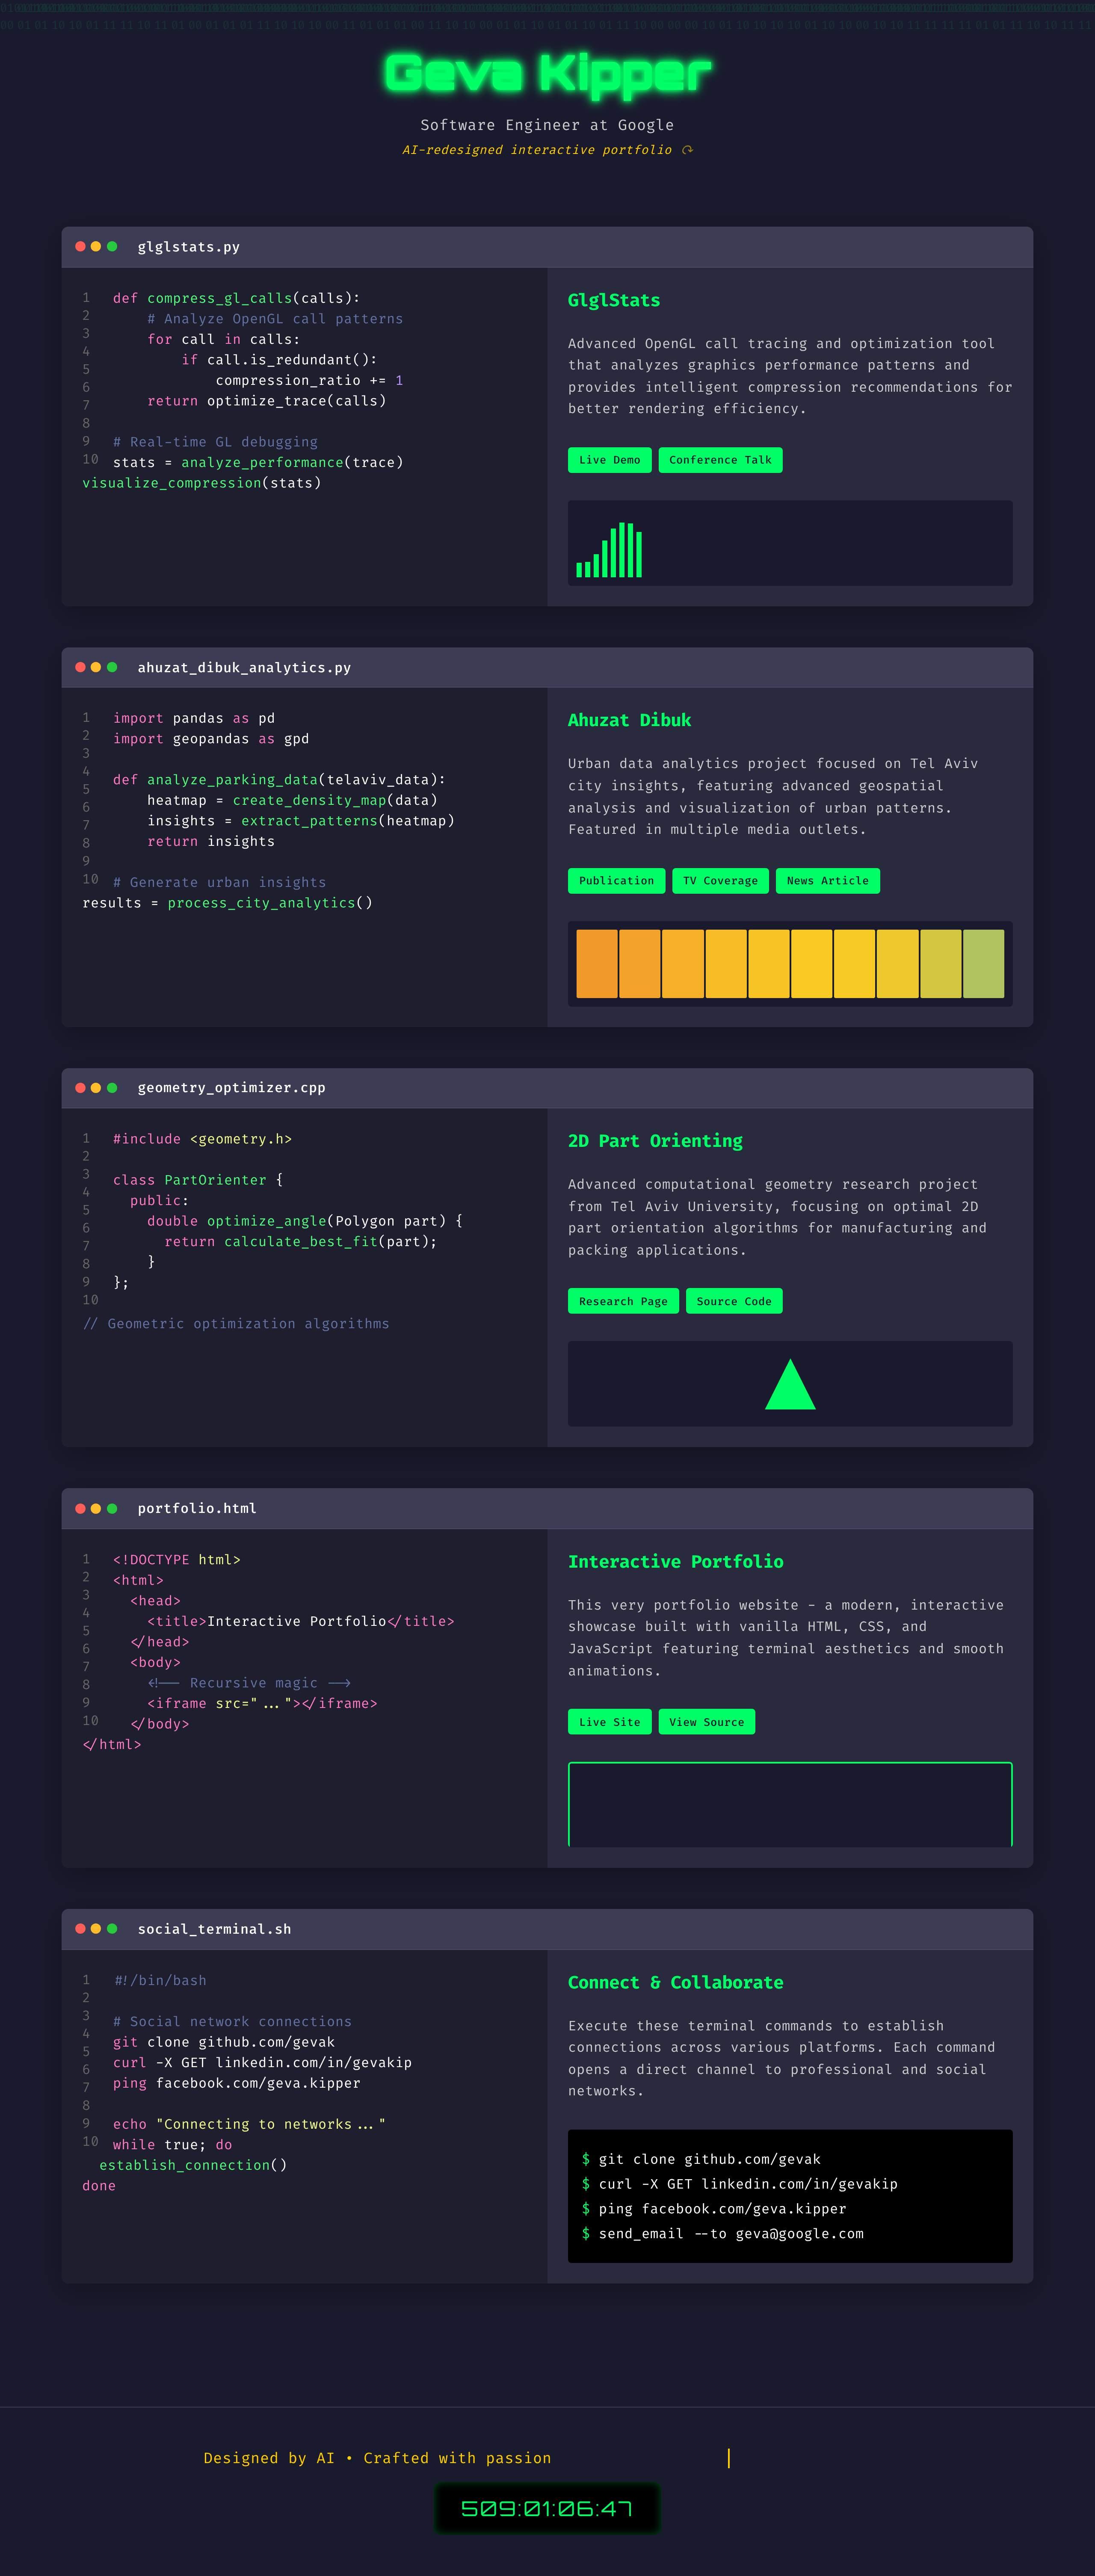 Geva Kipper
Software Engineer at Google
AI-redesigned interactive portfolio ⟳
glglstats.py
1 def compress_gl_calls(calls):
2 # Analyze OpenGL call patterns
3 for call in calls:
4 if call.is_redundant():
5 compression_ratio += 1
6 return optimize_trace(calls)
7
8
9 # Real-time GL debugging
10 stats = analyze_performance(trace)
visualize_compression(stats)
GlglStats
Advanced OpenGL call tracing and optimization tool
that analyzes graphics performance patterns and
provides intelligent compression recommendations for
better rendering efficiency.
Live Demo Conference Talk
ahuzat_dibuk_analytics.py
1 import pandas as pd
2 import geopandas as gpd
3
4 def analyze_parking_data(telaviv_data):
5 heatmap = create_density_map(data)
6 insights = extract_patterns(heatmap)
7 return insights
8
9
10 # Generate urban insights
results = process_city_analytics()
Ahuzat Dibuk
Urban data analytics project focused on Tel Aviv
city insights, featuring advanced geospatial
analysis and visualization of urban patterns.
Featured in multiple media outlets.
Publication TV Coverage News Article
geometry_optimizer.cpp
1 #include <geometry.h>
2
3 class PartOrienter {
4 public:
5 double optimize_angle(Polygon part) {
6 return calculate_best_fit(part);
7 }
8
9 };
10
// Geometric optimization algorithms
2D Part Orienting
Advanced computational geometry research project
from Tel Aviv University, focusing on optimal 2D
part orientation algorithms for manufacturing and
packing applications.
Research Page Source Code
portfolio.html
1 <!DOCTYPE html>
2 <html>
3 <head>
4 <title>Interactive Portfolio</title>
5 </head>
6 <body>
7 <!-- Recursive magic -->
8
9 <iframe src="..."></iframe>
10 </body>
</html>
Interactive Portfolio
This very portfolio website - a modern, interactive
showcase built with vanilla HTML, CSS, and
JavaScript featuring terminal aesthetics and smooth
animations.
Live Site View Source
social_terminal.sh
1 #!/bin/bash
2
3 # Social network connections
4 git clone github.com/gevak
5 curl -X GET linkedin.com/in/gevakip
6 ping facebook.com/geva.kipper
7
8
9 echo "Connecting to networks..."
10 while true; do
establish_connection()
done
Connect & Collaborate
Execute these terminal commands to establish
connections across various platforms. Each command
opens a direct channel to professional and social
networks.
$ git clone github.com/gevak
$ curl -X GET linkedin.com/in/gevakip
$ ping facebook.com/geva.kipper
$ send_email --to geva@google.com
Designed by AI • Crafted with passion
509:01:06:47